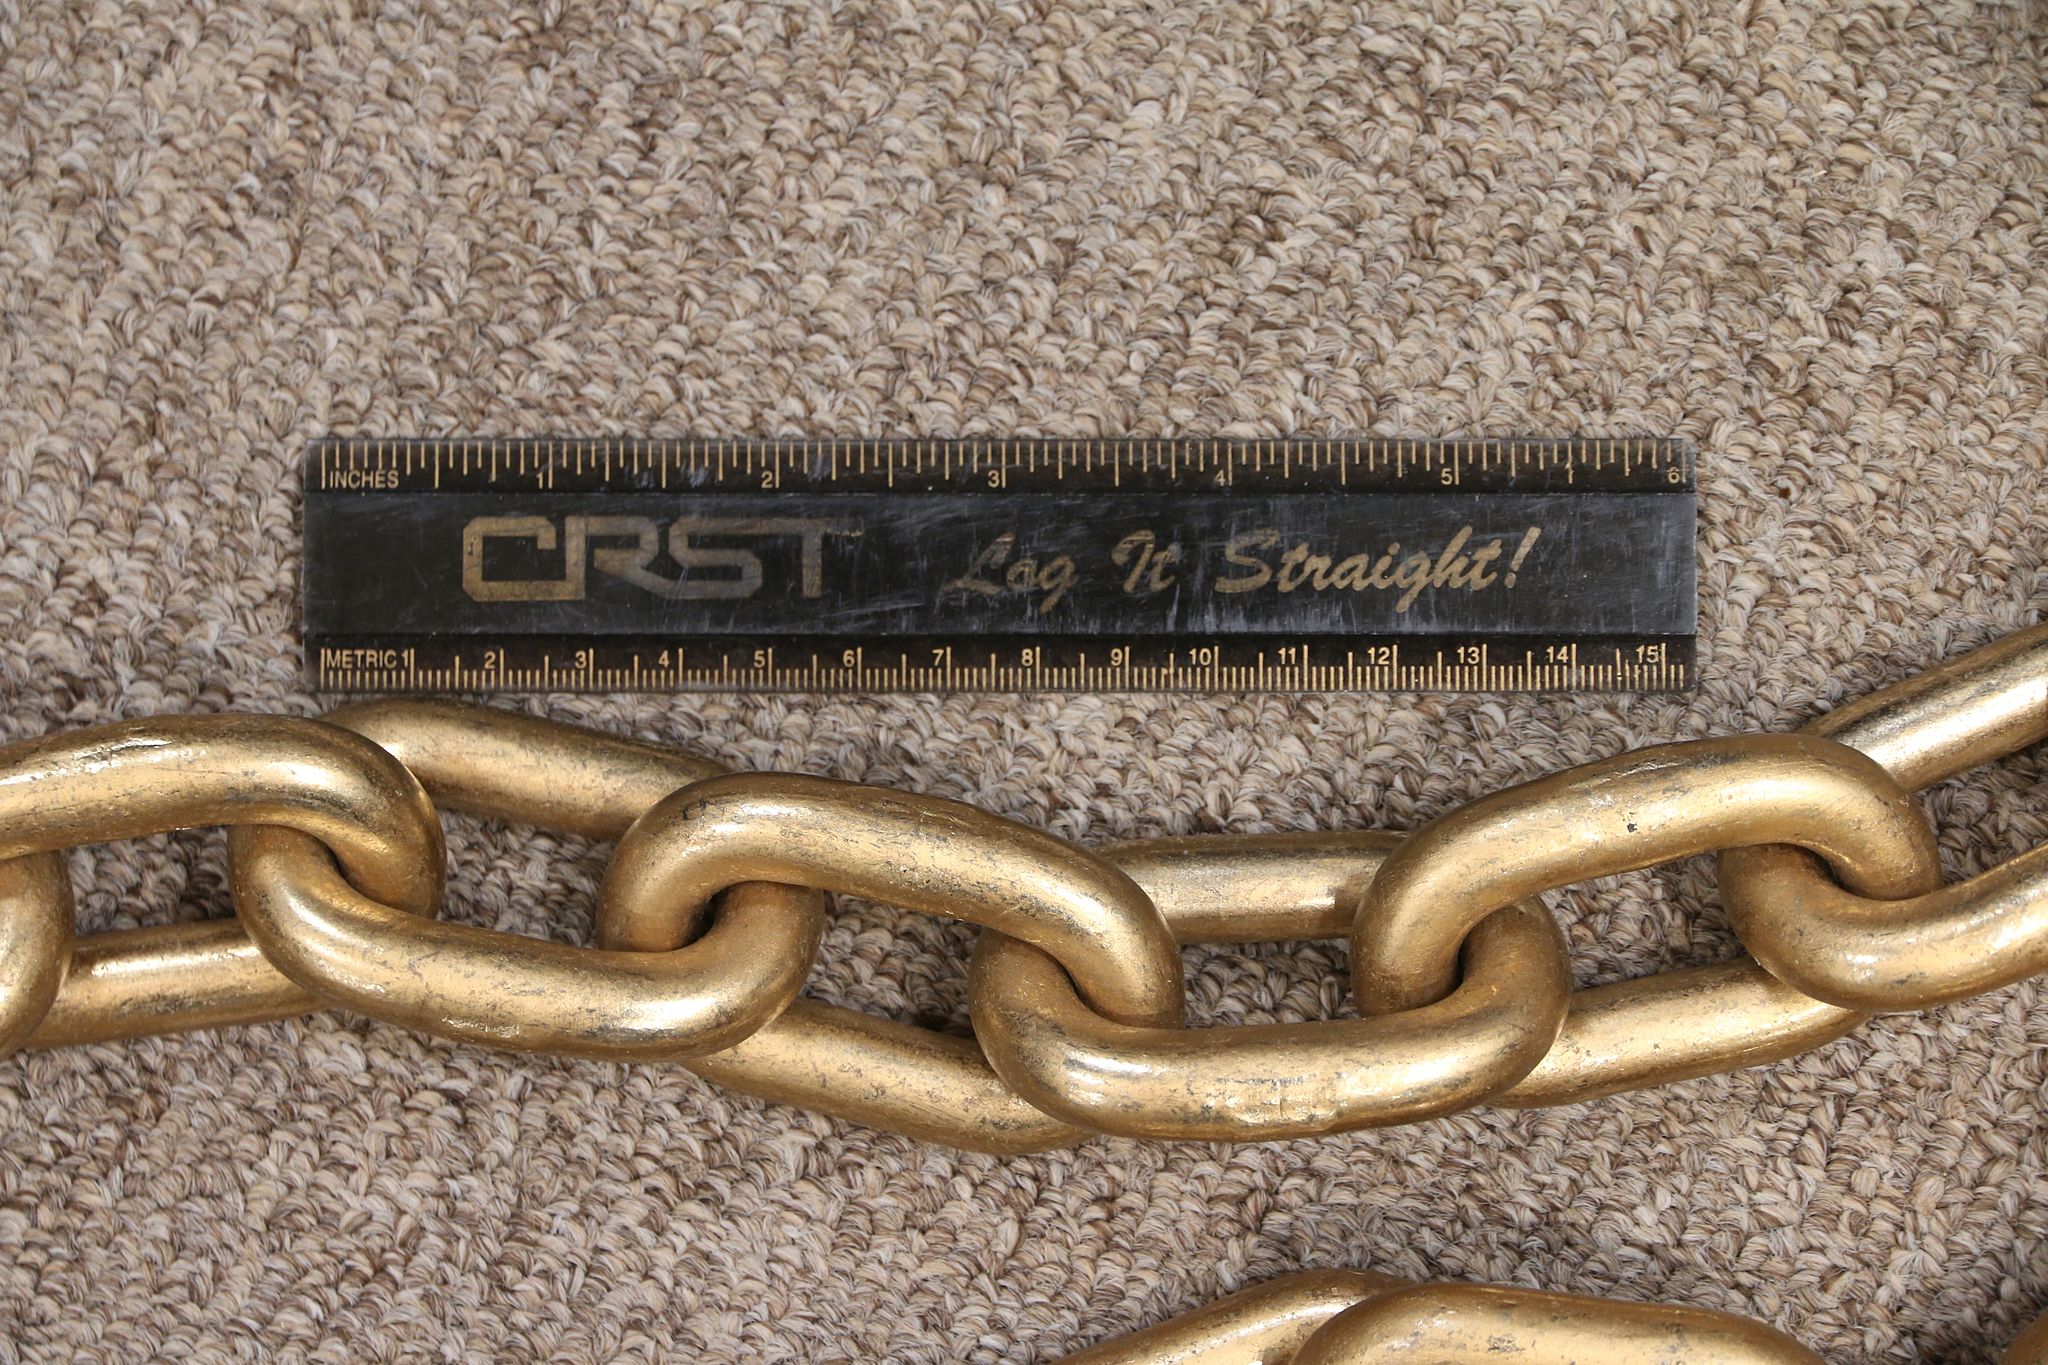 INCHES 1 2 3 4 5 6
CRST Log It Straight!
METRIC 1 2 3 4 5 6 7 8 9 10 11 12 13 14 15